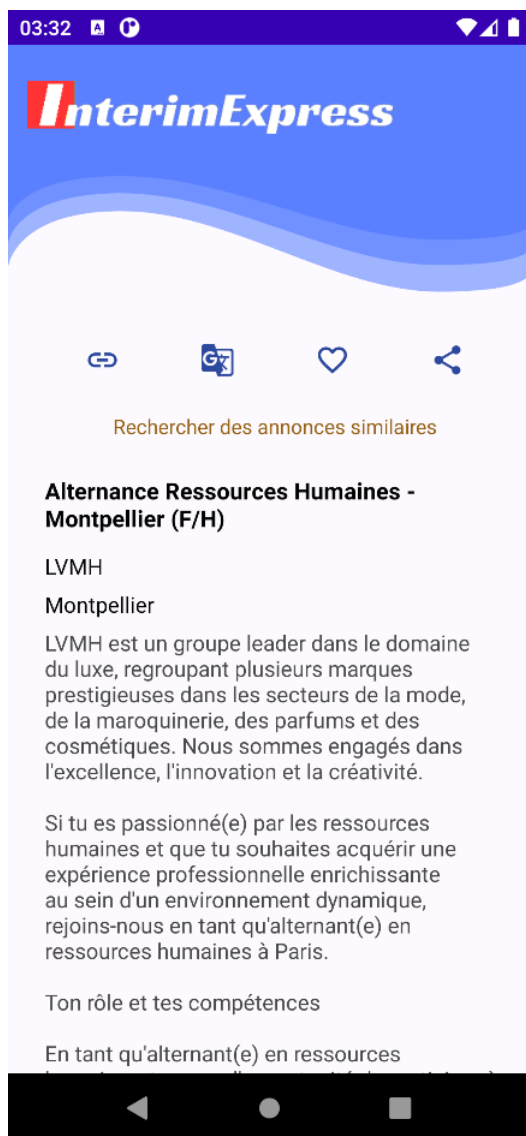 03:32
InterimExpress
Rechercher des annonces similaires
Alternance Ressources Humaines -
Montpellier (F/H)
LVMH
Montpellier
LVMH est un groupe leader dans le domaine
du luxe, regroupant plusieurs marques
prestigieuses dans les secteurs de la mode,
de la maroquinerie, des parfums et des
cosmétiques. Nous sommes engagés dans
l'excellence, l'innovation et la créativité.
Si tu es passionné(e) par les ressources
humaines et que tu souhaites acquérir une
expérience professionnelle enrichissante
au sein d'un environnement dynamique,
rejoins-nous en tant qu'alternant(e) en
ressources humaines à Paris.
Ton rôle et tes compétences
En tant qu'alternant(e) en ressources